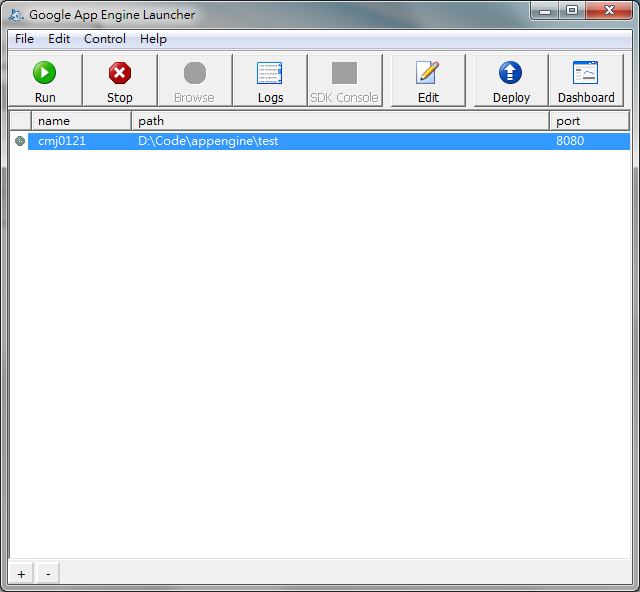 Google App Engine Launcher
File Edit Control Help
Run Stop Browse Logs SDK Console Edit Deploy Dashboard
name path port
cmj0121 D:\Code\appengine\test 8080
+ -